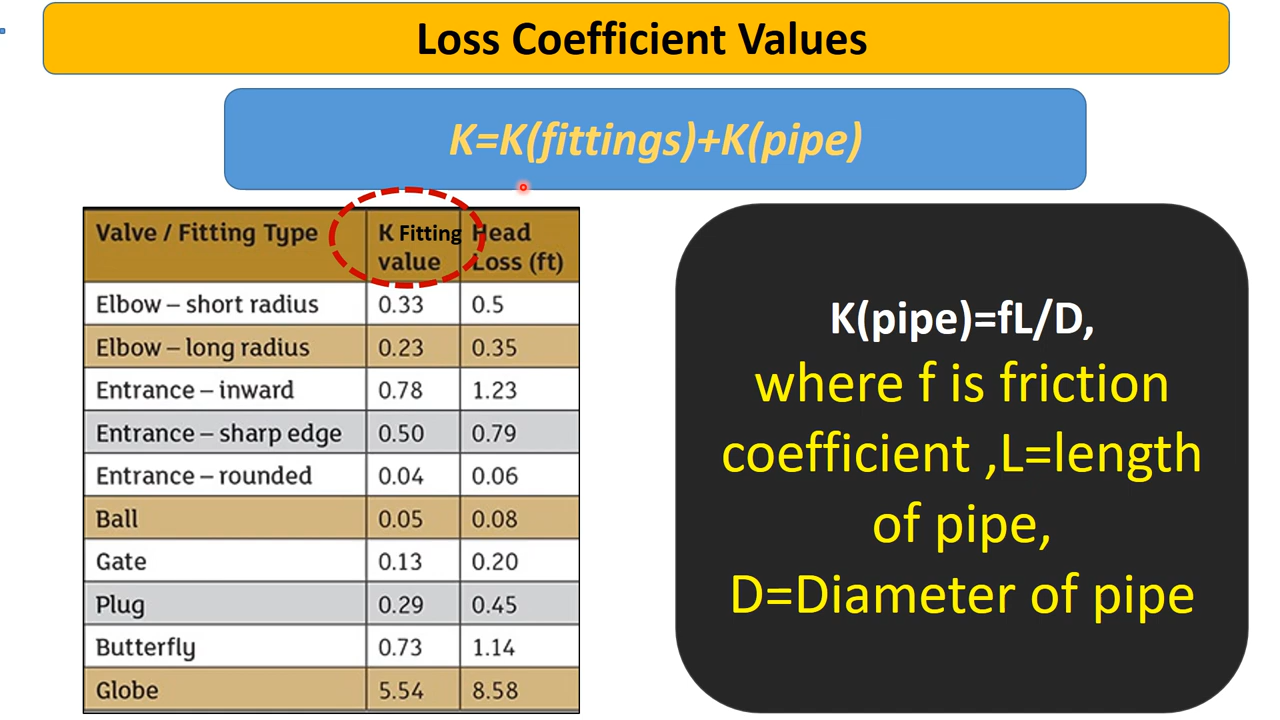 Loss Coefficient Values
K=K(fittings)+K(pipe)
Valve / Fitting Type K Fitting value Head Loss (ft)
Elbow – short radius 0.33 0.5
Elbow – long radius 0.23 0.35
Entrance – inward 0.78 1.23
Entrance – sharp edge 0.50 0.79
Entrance – rounded 0.04 0.06
Ball 0.05 0.08
Gate 0.13 0.20
Plug 0.29 0.45
Butterfly 0.73 1.14
Globe 5.54 8.58
K(pipe)=fL/D,
where f is friction
coefficient ,L=length
of pipe,
D=Diameter of pipe